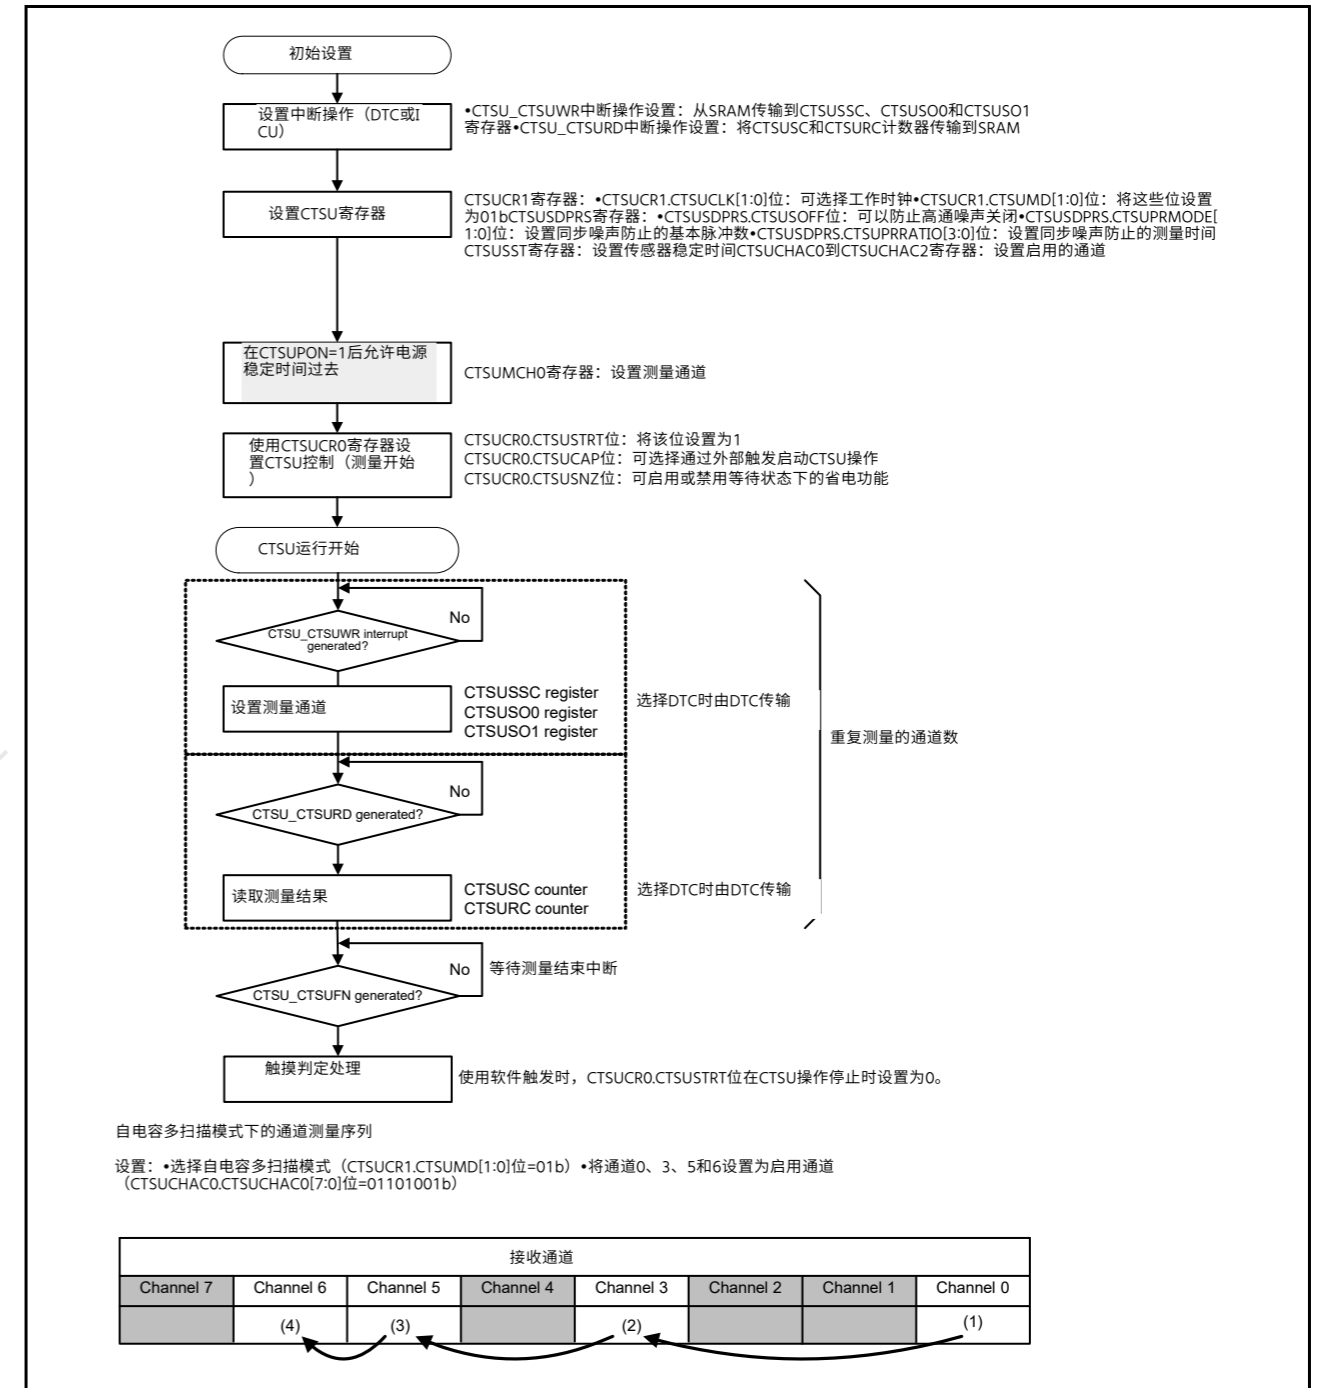 初始设置
设置中断操作（DTC或I
CU）
•CTSU_CTSUWR中断操作设置：从SRAM传输到CTSUSSC、CTSUSO0和CTSUSO1
寄存器•CTSU_CTSURD中断操作设置：将CTSUSC和CTSURC计数器传输到SRAM
设置CTSU寄存器
CTSUCR1寄存器：•CTSUCR1.CTSUCLK[1:0]位：可选择工作时钟•CTSUCR1.CTSUMD[1:0]位：将这些位设置
为01bCTSUSDPRS寄存器：•CTSUSDPRS.CTSUSOFF位：可以防止高通噪声关闭•CTSUSDPRS.CTSUPRMODE[
1:0]位：设置同步噪声防止的基本脉冲数•CTSUSDPRS.CTSUPRRATIO[3:0]位：设置同步噪声防止的测量时间
CTSUSST寄存器：设置传感器稳定时间CTSUCHAC0到CTSUCHAC2寄存器：设置启用的通道
在CTSUPON=1后允许电源
稳定时间过去
CTSUMCH0寄存器：设置测量通道
使用CTSUCR0寄存器设
置CTSU控制（测量开始
）
CTSUCR0.CTSUSTRT位：将该位设置为1
CTSUCR0.CTSUCAP位：可选择通过外部触发启动CTSU操作
CTSUCR0.CTSUSNZ位：可启用或禁用等待状态下的省电功能
CTSU运行开始
No
CTSU_CTSUWR interrupt
generated?
设置测量通道
CTSUSSC register
CTSUSO0 register
CTSUSO1 register
选择DTC时由DTC传输
重复测量的通道数
No
CTSU_CTSURD generated?
读取测量结果
CTSUSC counter
CTSURC counter
选择DTC时由DTC传输
No
等待测量结束中断
CTSU_CTSUFN generated?
触摸判定处理
使用软件触发时，CTSUCR0.CTSUSTRT位在CTSU操作停止时设置为0。
自电容多扫描模式下的通道测量序列
设置：•选择自电容多扫描模式（CTSUCR1.CTSUMD[1:0]位=01b）•将通道0、3、5和6设置为启用通道
（CTSUCHAC0.CTSUCHAC0[7:0]位=01101001b）
接收通道
Channel 7 Channel 6 Channel 5 Channel 4 Channel 3 Channel 2 Channel 1 Channel 0
(4) (3) (2) (1)